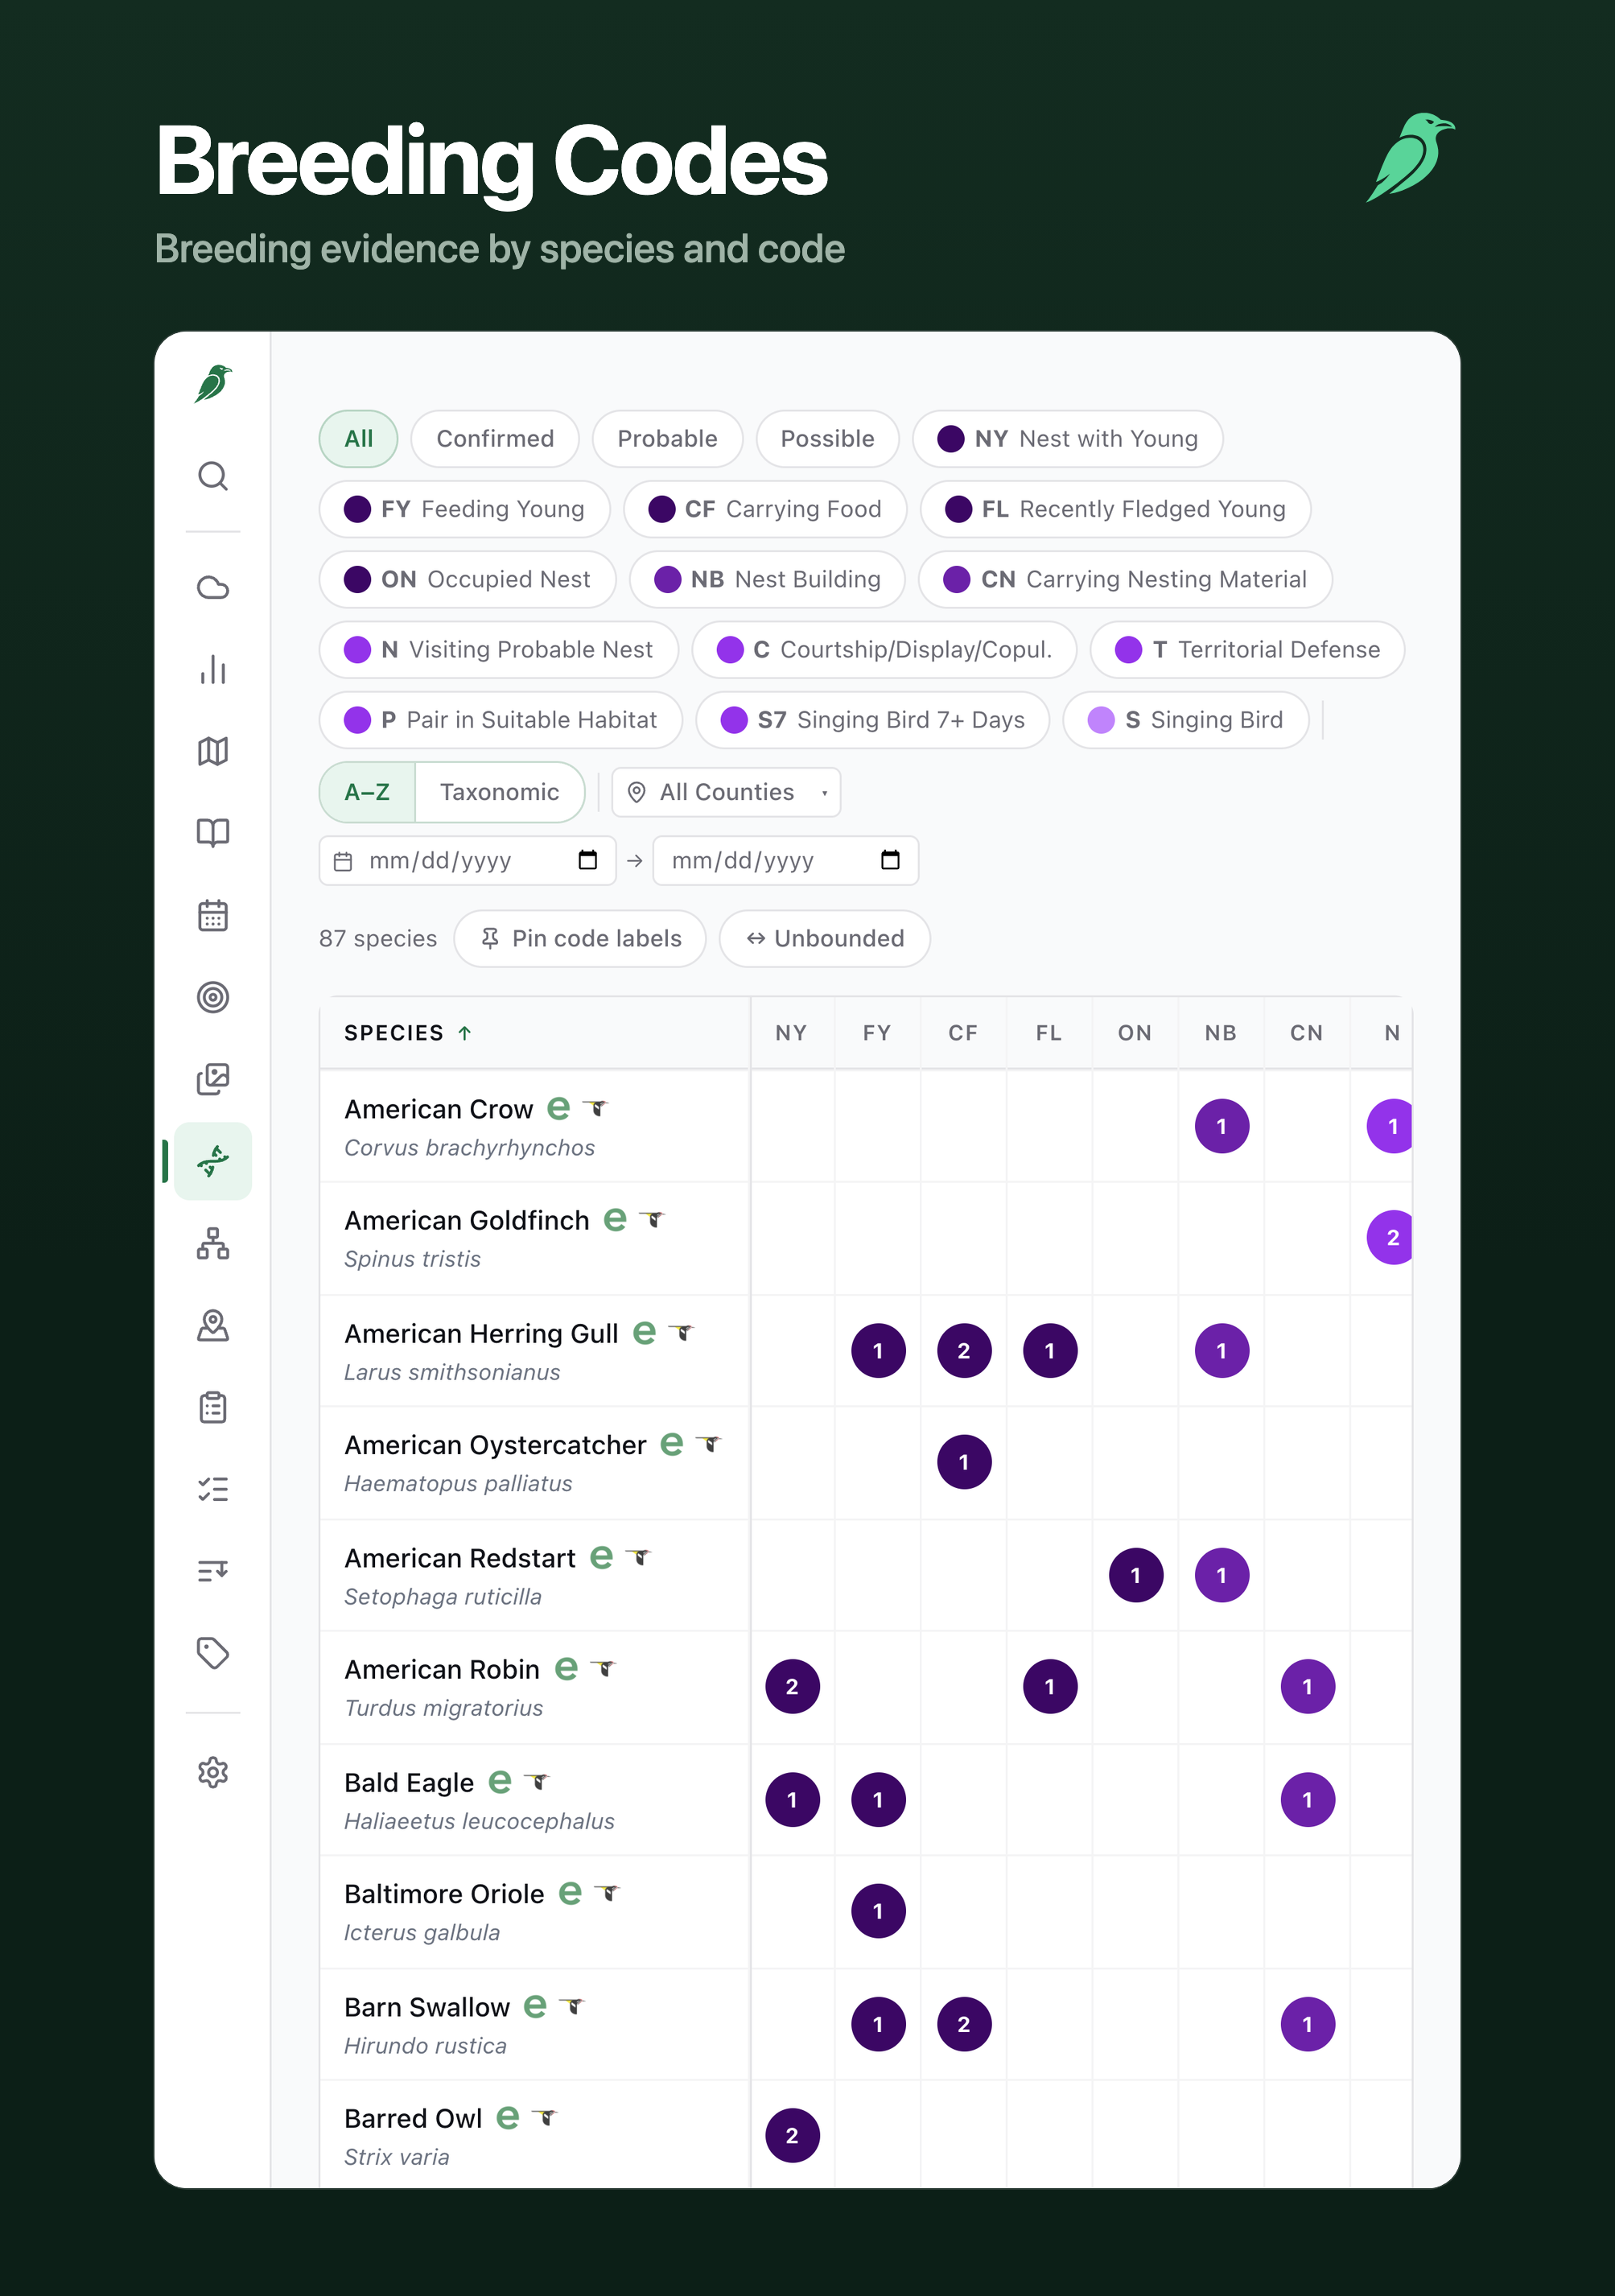 Breeding Codes
Breeding evidence by species and code
All Confirmed Probable Possible NY Nest with Young
FY Feeding Young CF Carrying Food FL Recently Fledged Young
ON Occupied Nest NB Nest Building CN Carrying Nesting Material
N Visiting Probable Nest C Courtship/Display/Copul. T Territorial Defense
P Pair in Suitable Habitat S7 Singing Bird 7+ Days S Singing Bird
A–Z Taxonomic All Counties
mm/dd/yyyy → mm/dd/yyyy
87 species Pin code labels ↔ Unbounded
SPECIES ↑ NY FY CF FL ON NB CN N
American Crow e 1 1
Corvus brachyrhynchos
American Goldfinch e 2
Spinus tristis
American Herring Gull e 1 2 1 1
Larus smithsonianus
American Oystercatcher e 1
Haematopus palliatus
American Redstart e 1 1
Setophaga ruticilla
American Robin e 2 1 1
Turdus migratorius
Bald Eagle e 1 1 1
Haliaeetus leucocephalus
Baltimore Oriole e 1
Icterus galbula
Barn Swallow e 1 2 1
Hirundo rustica
Barred Owl e 2
Strix varia